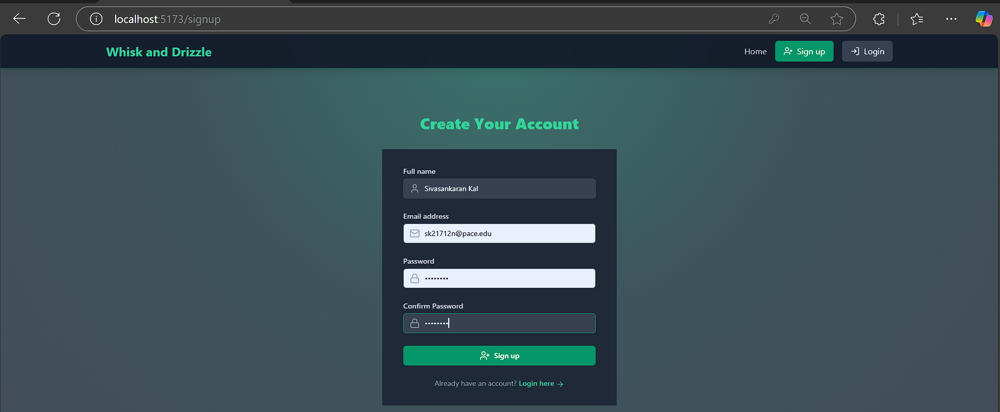 localhost:5173/signup
Whisk and Drizzle
Home
Sign up
Login
Create Your Account
Full name
Sivasankaran Kal
Email address
sk21712n@pace.edu
Password
••••••••
Confirm Password
••••••••
Sign up
Already have an account? Login here →